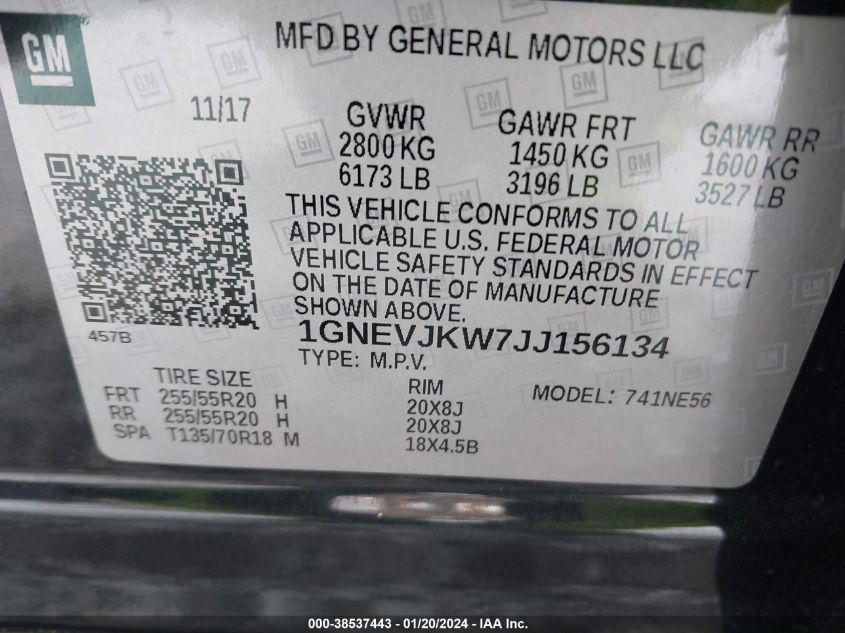 GM
MFD BY GENERAL MOTORS LLC
11/17
GVWR
2800 KG
6173 LB
GAWR FRT
1450 KG
3196 LB
GAWR RR
1600 KG
3527 LB
THIS VEHICLE CONFORMS TO ALL
APPLICABLE U.S. FEDERAL MOTOR
VEHICLE SAFETY STANDARDS IN EFFECT
ON THE DATE OF MANUFACTURE
SHOWN ABOVE.
457B
1GNEVJKW7JJ156134
TYPE: M.P.V.
TIRE SIZE RIM MODEL: 741NE56
FRT 255/55R20 H 20X8J
RR 255/55R20 H 20X8J
SPA T135/70R18 M 18X4.5B
000-38537443 - 01/20/2024 - IAA Inc.